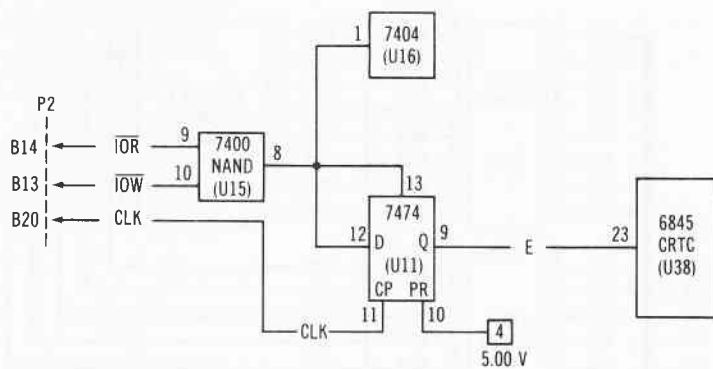 1 7404
(U16)
P2
B14 IOR 9 7400 8
NAND
B13 IOW 10 (U15)
B20 CLK
13
7474
12 D Q 9 E 23 6845
CRTC
(U11) (U38)
CP PR
11 10
CLK 4
5.00 V